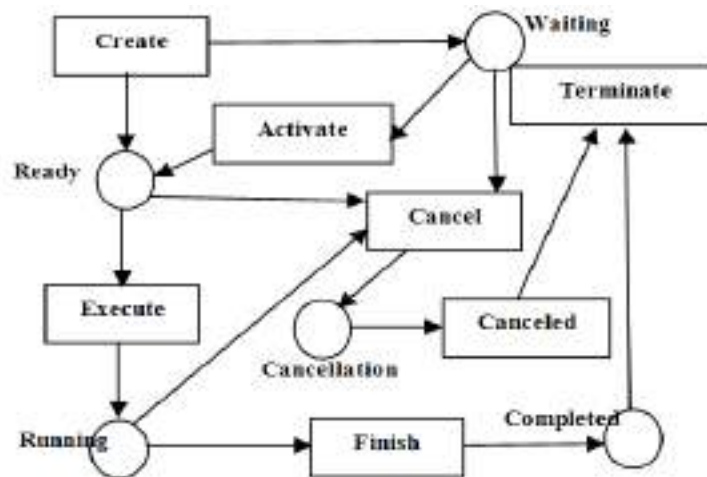 Waiting
Create
Terminate
Activate
Ready
Cancel
Execute
Canceled
Cancellation
Completed
Running
Finish